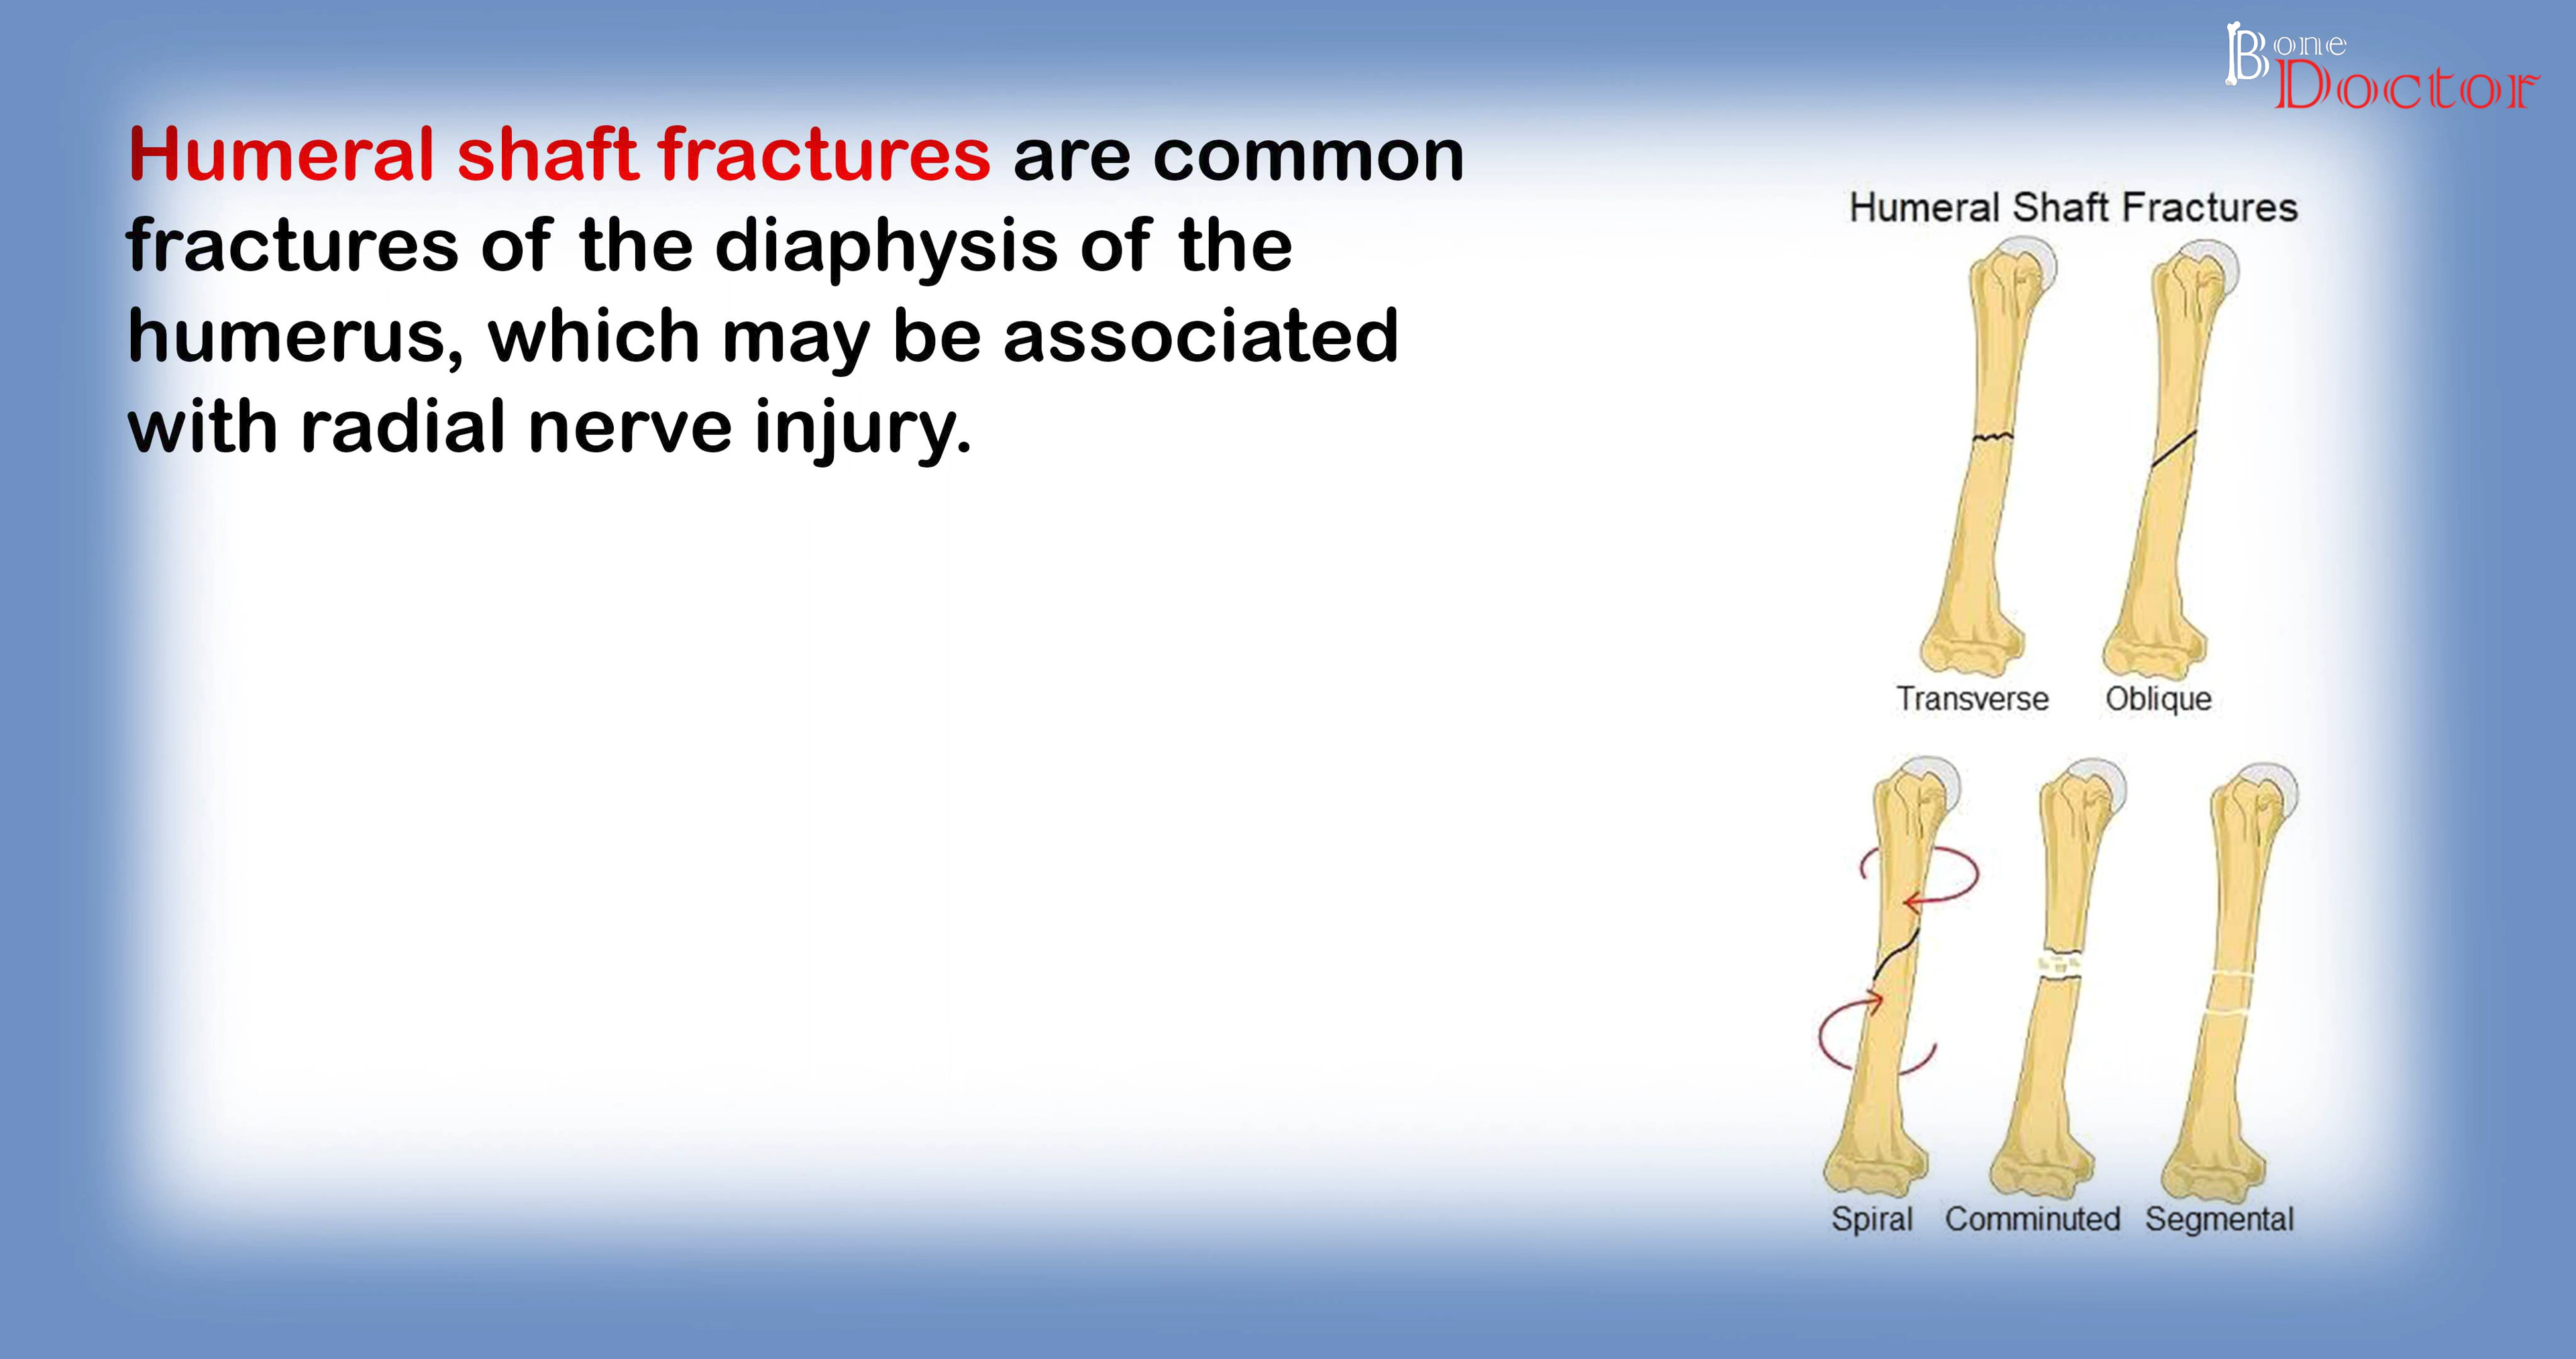 Bone
Doctor
Humeral shaft fractures are common
fractures of the diaphysis of the
humerus, which may be associated
with radial nerve injury.
Humeral Shaft Fractures
Transverse Oblique
Spiral Comminuted Segmental